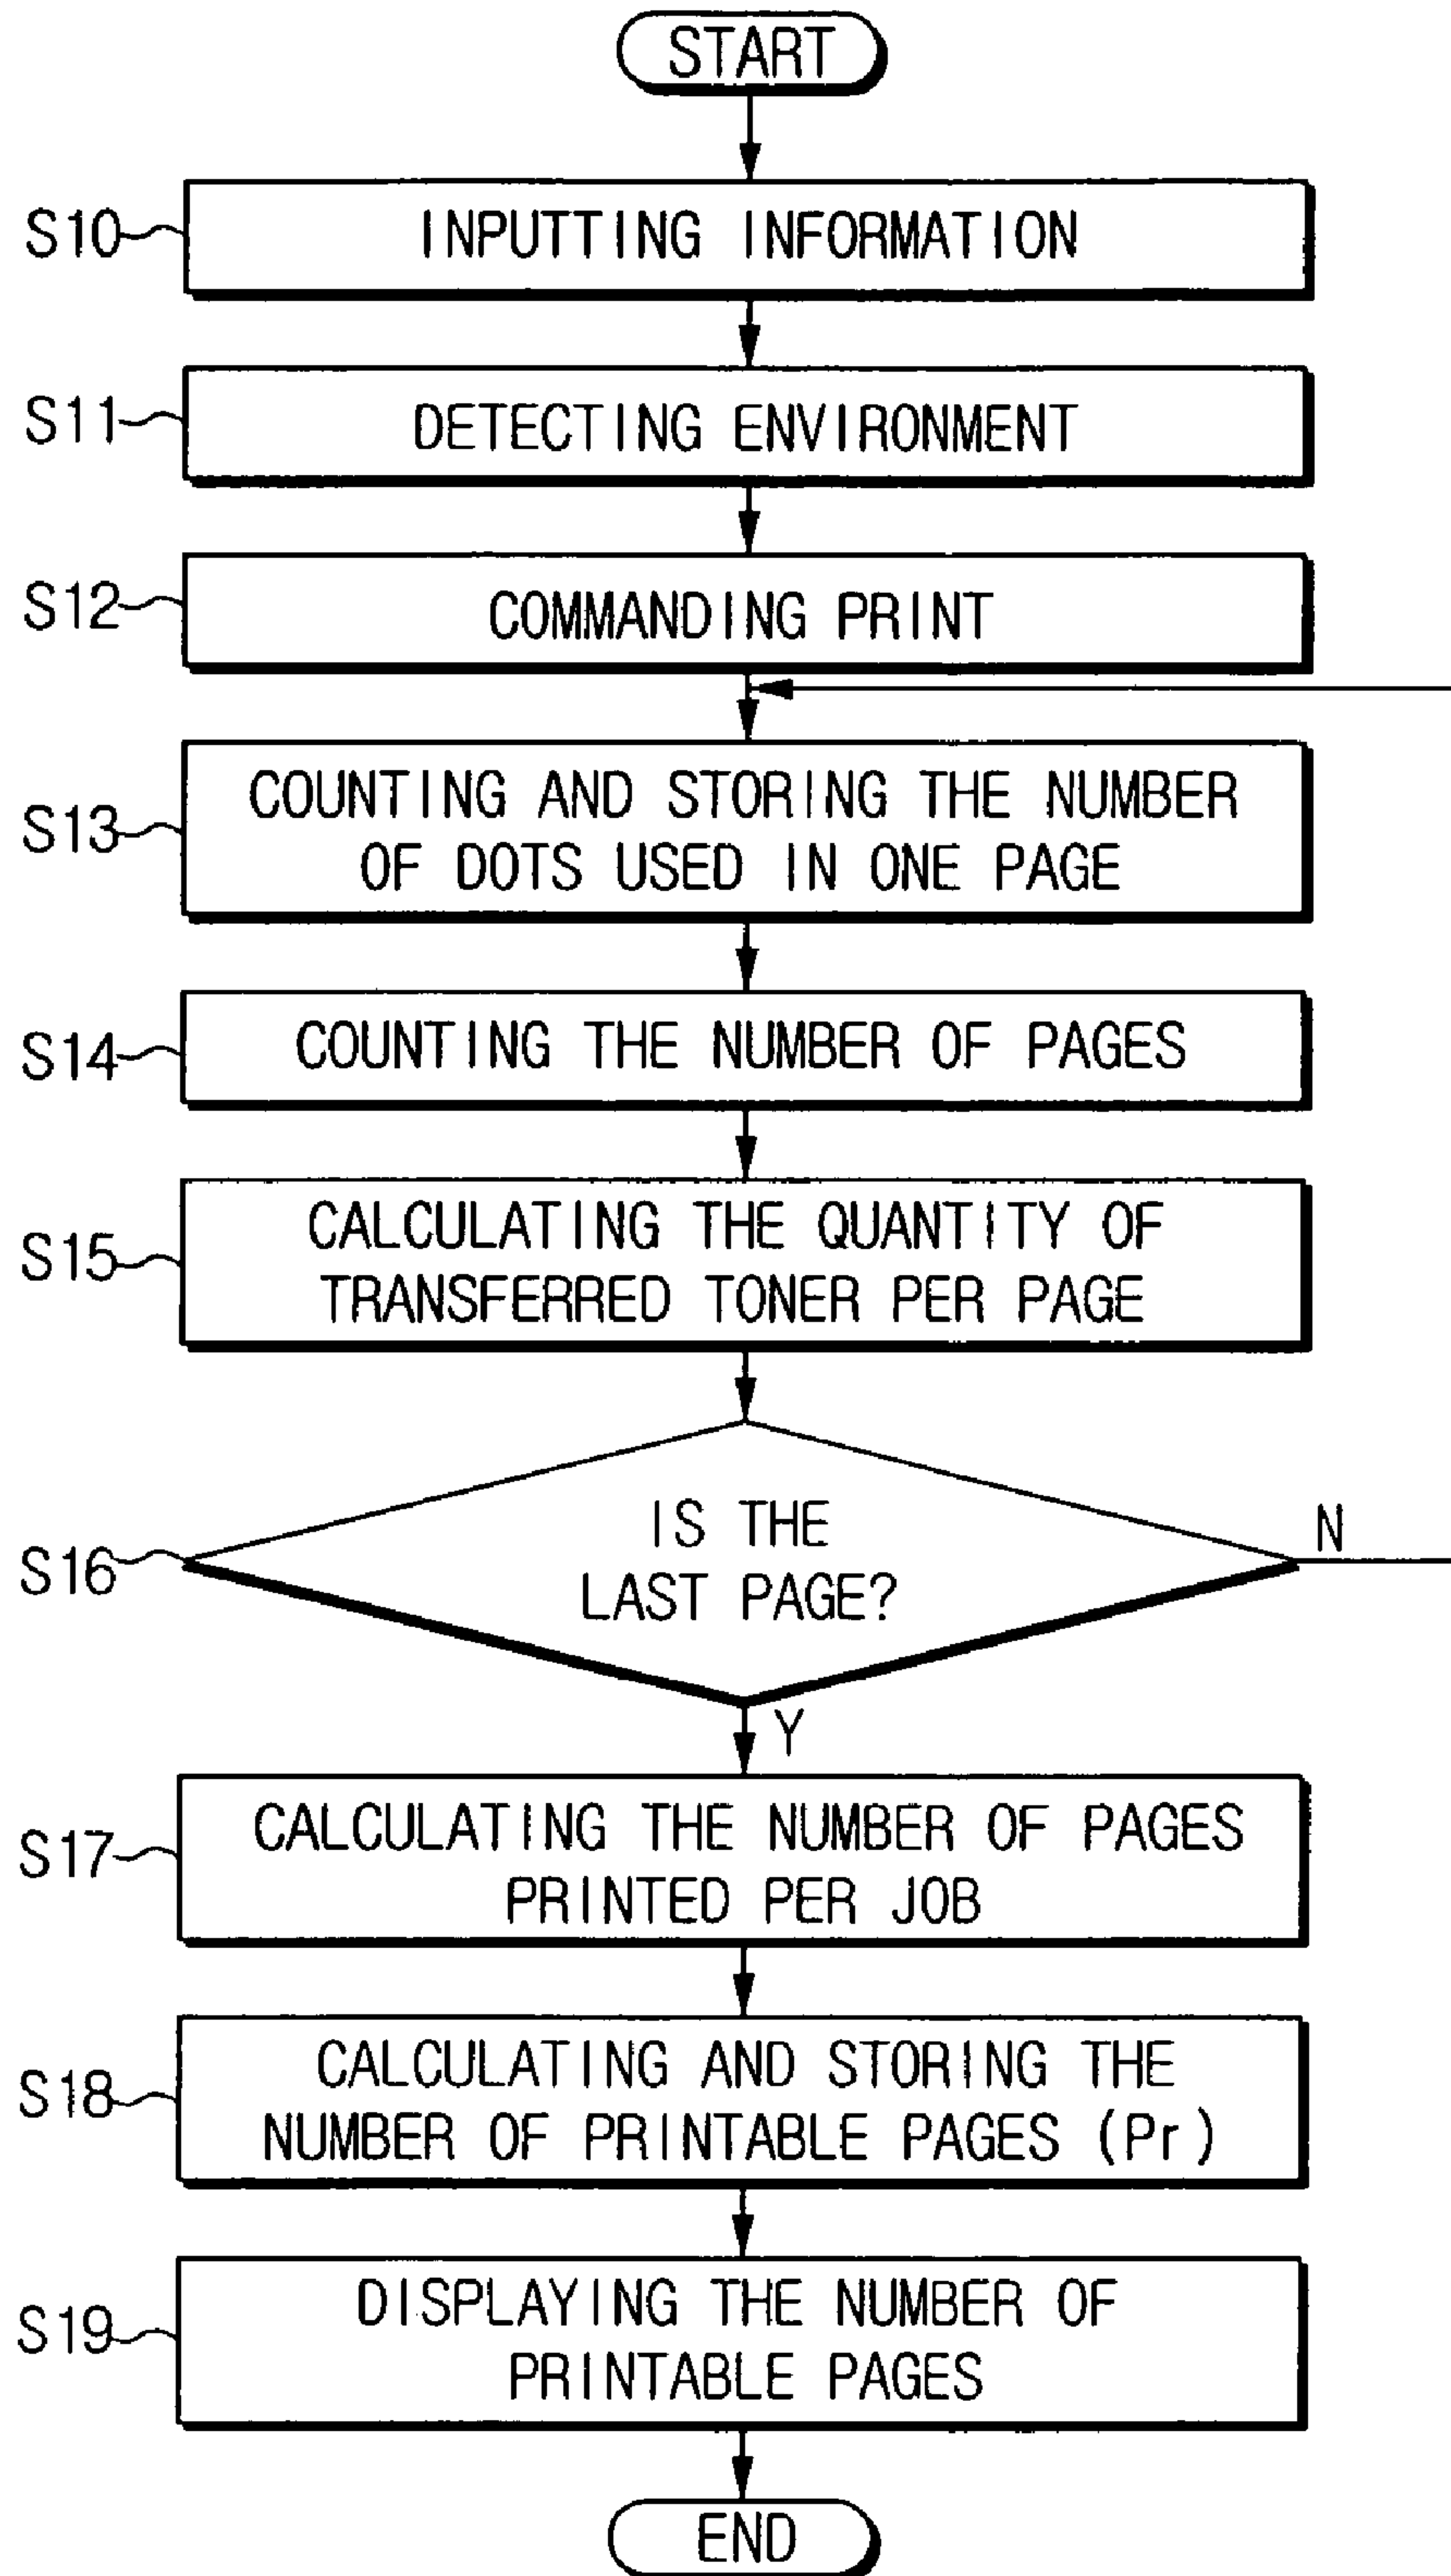 START
S10
INPUTTING INFORMATION
S11
DETECTING ENVIRONMENT
S12
COMMANDING PRINT
S13
COUNTING AND STORING THE NUMBER
OF DOTS USED IN ONE PAGE
S14
COUNTING THE NUMBER OF PAGES
S15
CALCULATING THE QUANTITY OF
TRANSFERRED TONER PER PAGE
S16
IS THE
LAST PAGE?
N
Y
S17
CALCULATING THE NUMBER OF PAGES
PRINTED PER JOB
S18
CALCULATING AND STORING THE
NUMBER OF PRINTABLE PAGES (Pr)
S19
DISPLAYING THE NUMBER OF
PRINTABLE PAGES
END